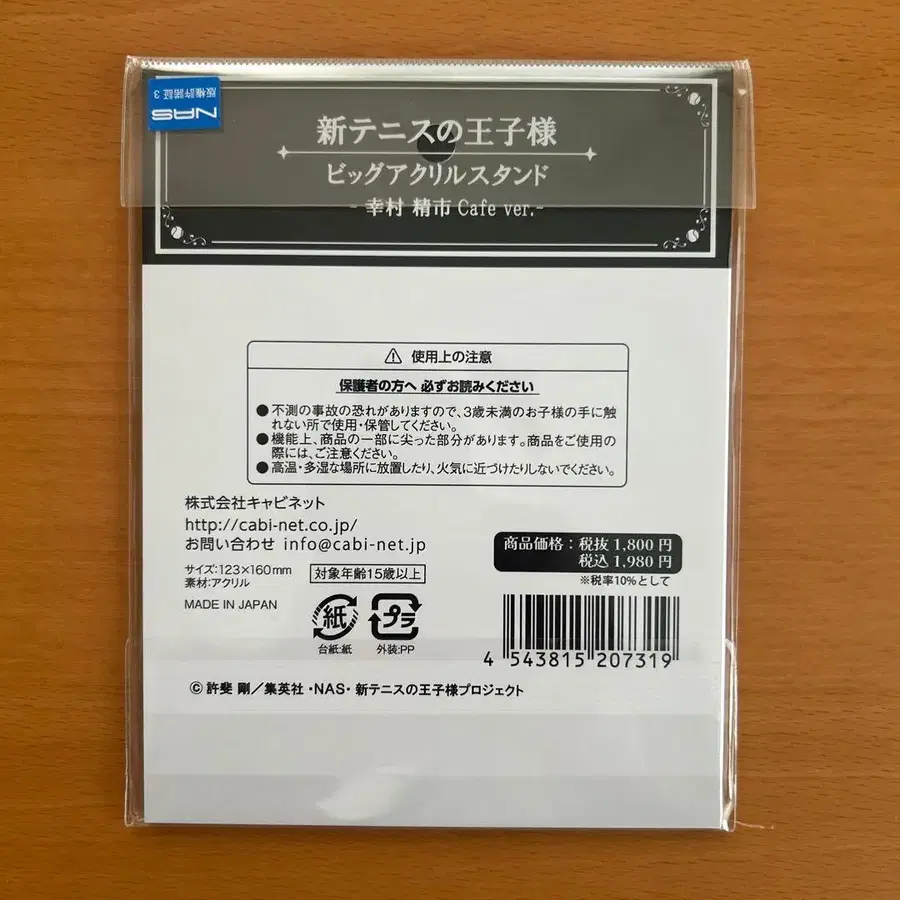 NAS
版権許諾証 3
新テニスの王子様
ビッグアクリルスタンド
- 幸村 精市 Cafe ver.-
⚠ 使用上の注意
保護者の方へ 必ずお読みください
●不測の事故の恐れがありますので、3歳未満のお子様の手に触
れない所で使用・保管してください。
●機能上、商品の一部に尖った部分があります。商品をご使用の
際には、ご注意ください。
●高温・多湿な場所に放置したり、火気に近づけたりしないでください。
株式会社キャビネット
http://cabi-net.co.jp/
お問い合わせ info@cabi-net.jp
サイズ:123×160mm
素材:アクリル
対象年齢15歳以上
MADE IN JAPAN
紙
台紙:紙
プラ
外装:PP
商品価格:税抜 1,800 円
税込 1,980 円
※税率10%として
4 543815 207319
© 許斐 剛／集英社・NAS・新テニスの王子様プロジェクト